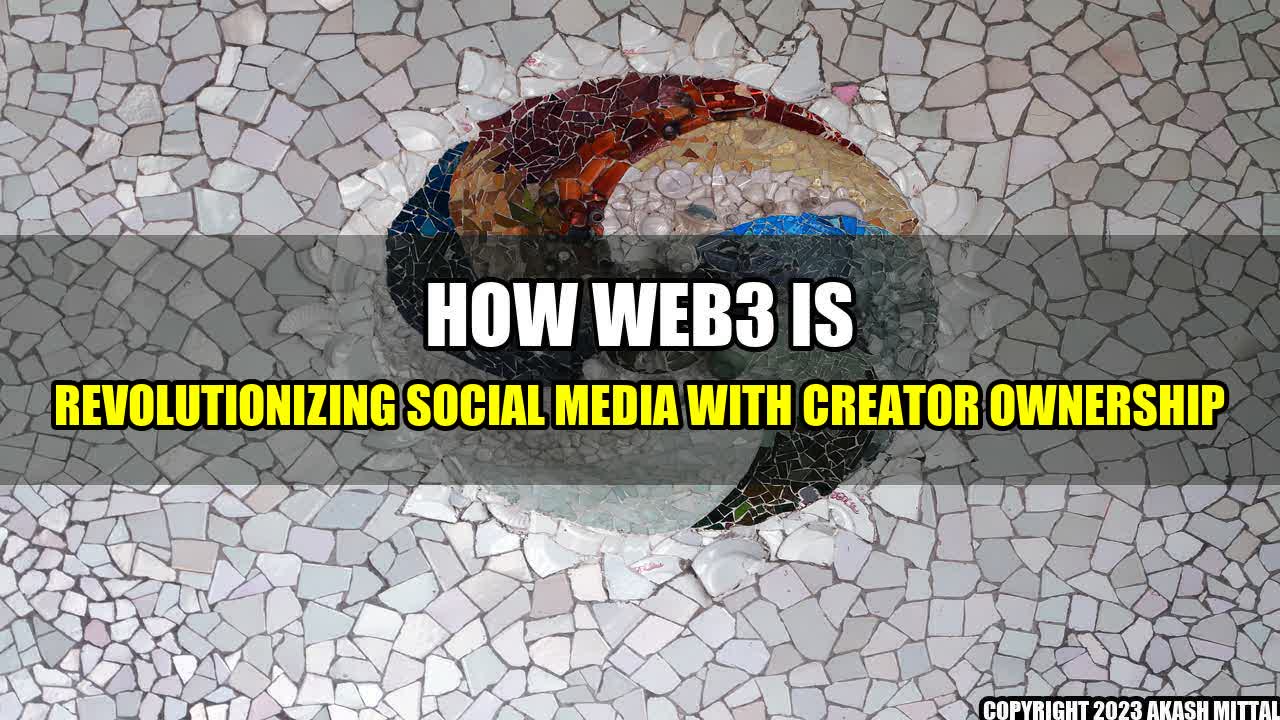 HOW WEB3 IS
REVOLUTIONIZING SOCIAL MEDIA WITH CREATOR OWNERSHIP
COPYRIGHT 2023 AKASH MITTAL